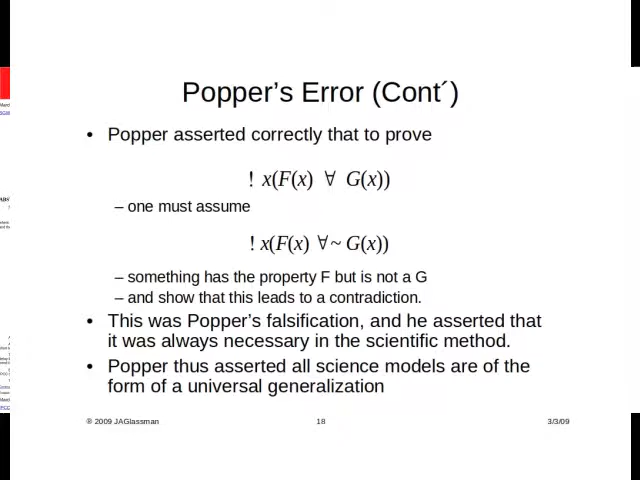 Popper's Error (Cont´)
• Popper asserted correctly that to prove
! x(F(x) ∀ G(x))
– one must assume
! x(F(x) ∀ ~ G(x))
– something has the property F but is not a G
– and show that this leads to a contradiction.
• This was Popper's falsification, and he asserted that
it was always necessary in the scientific method.
• Popper thus asserted all science models are of the
form of a universal generalization
® 2009 JAGlassman 18 3/3/09